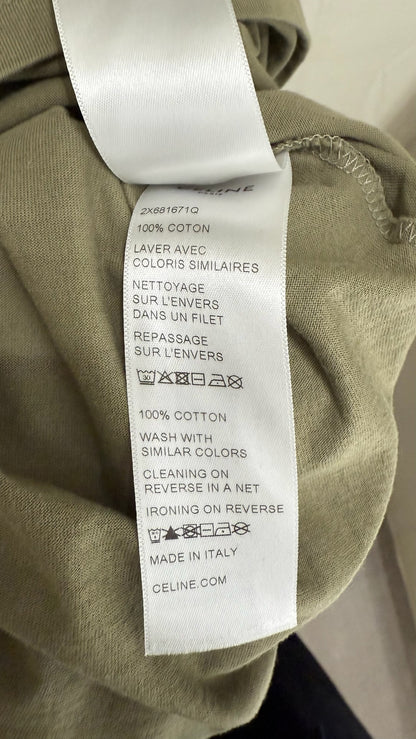 CELINE
2X681671Q
100% COTON
LAVER AVEC
COLORIS SIMILAIRES
NETTOYAGE
SUR L'ENVERS
DANS UN FILET
REPASSAGE
SUR L'ENVERS
30
100% COTTON
WASH WITH
SIMILAR COLORS
CLEANING ON
REVERSE IN A NET
IRONING ON REVERSE
MADE IN ITALY
CELINE.COM